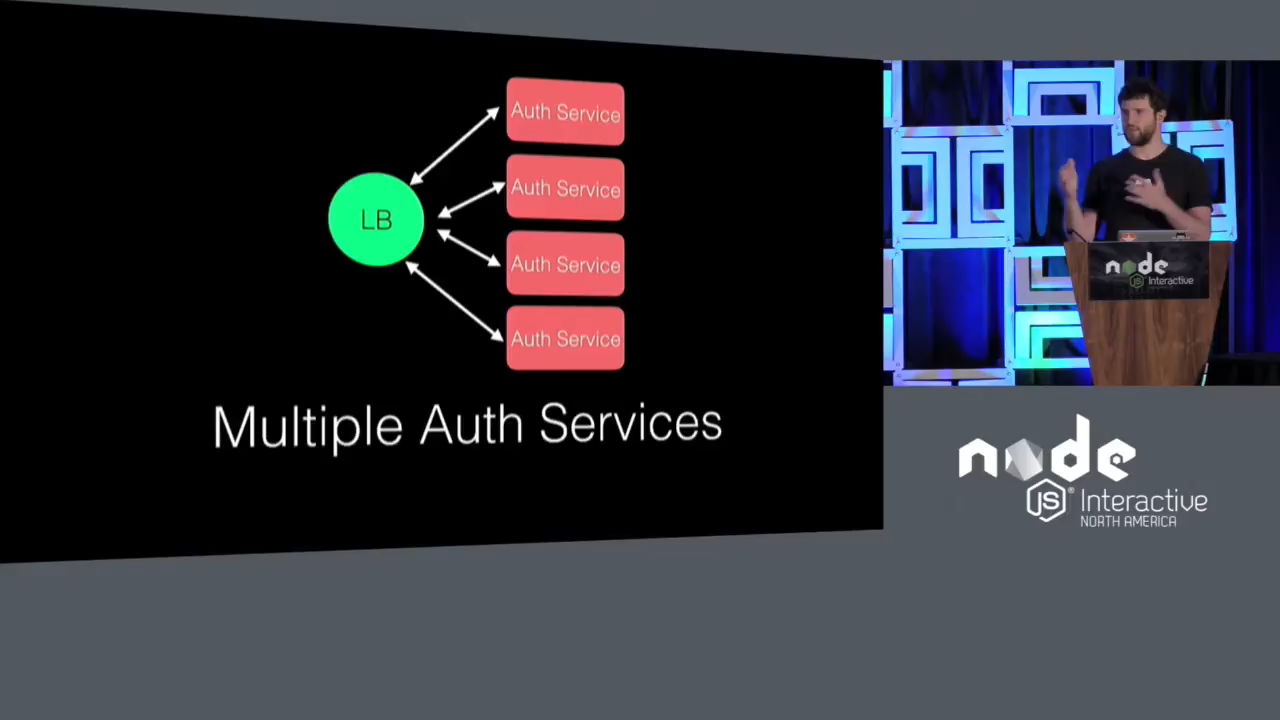 Auth Service
Auth Service
LB
Auth Service
Auth Service
Multiple Auth Services
node
JS Interactive
node
JS® Interactive
NORTH AMERICA